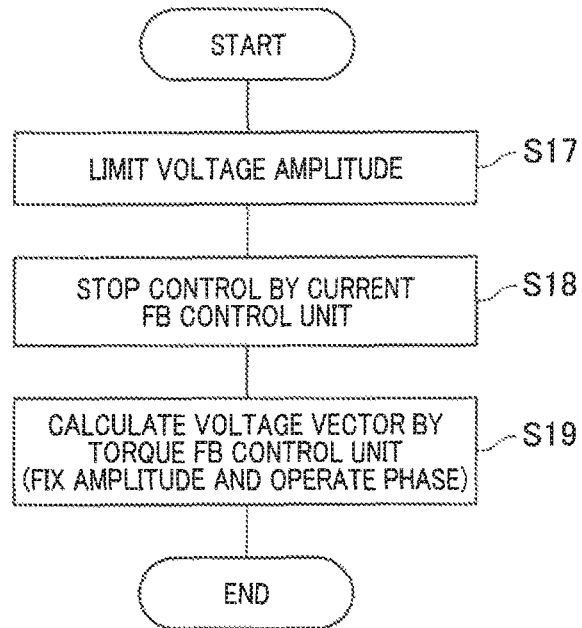 START
LIMIT VOLTAGE AMPLITUDE
S17
STOP CONTROL BY CURRENT
FB CONTROL UNIT
S18
CALCULATE VOLTAGE VECTOR BY
TORQUE FB CONTROL UNIT
(FIX AMPLITUDE AND OPERATE PHASE)
S19
END